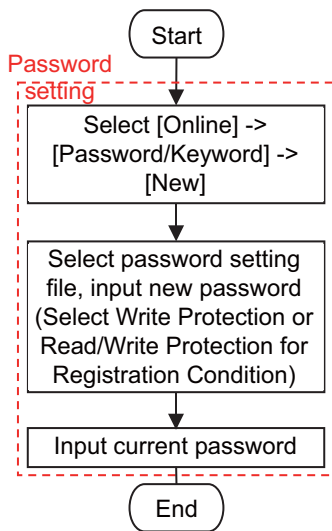 Start
Password
setting
Select [Online] ->
[Password/Keyword] ->
[New]
Select password setting
file, input new password
(Select Write Protection or
Read/Write Protection for
Registration Condition)
Input current password
End